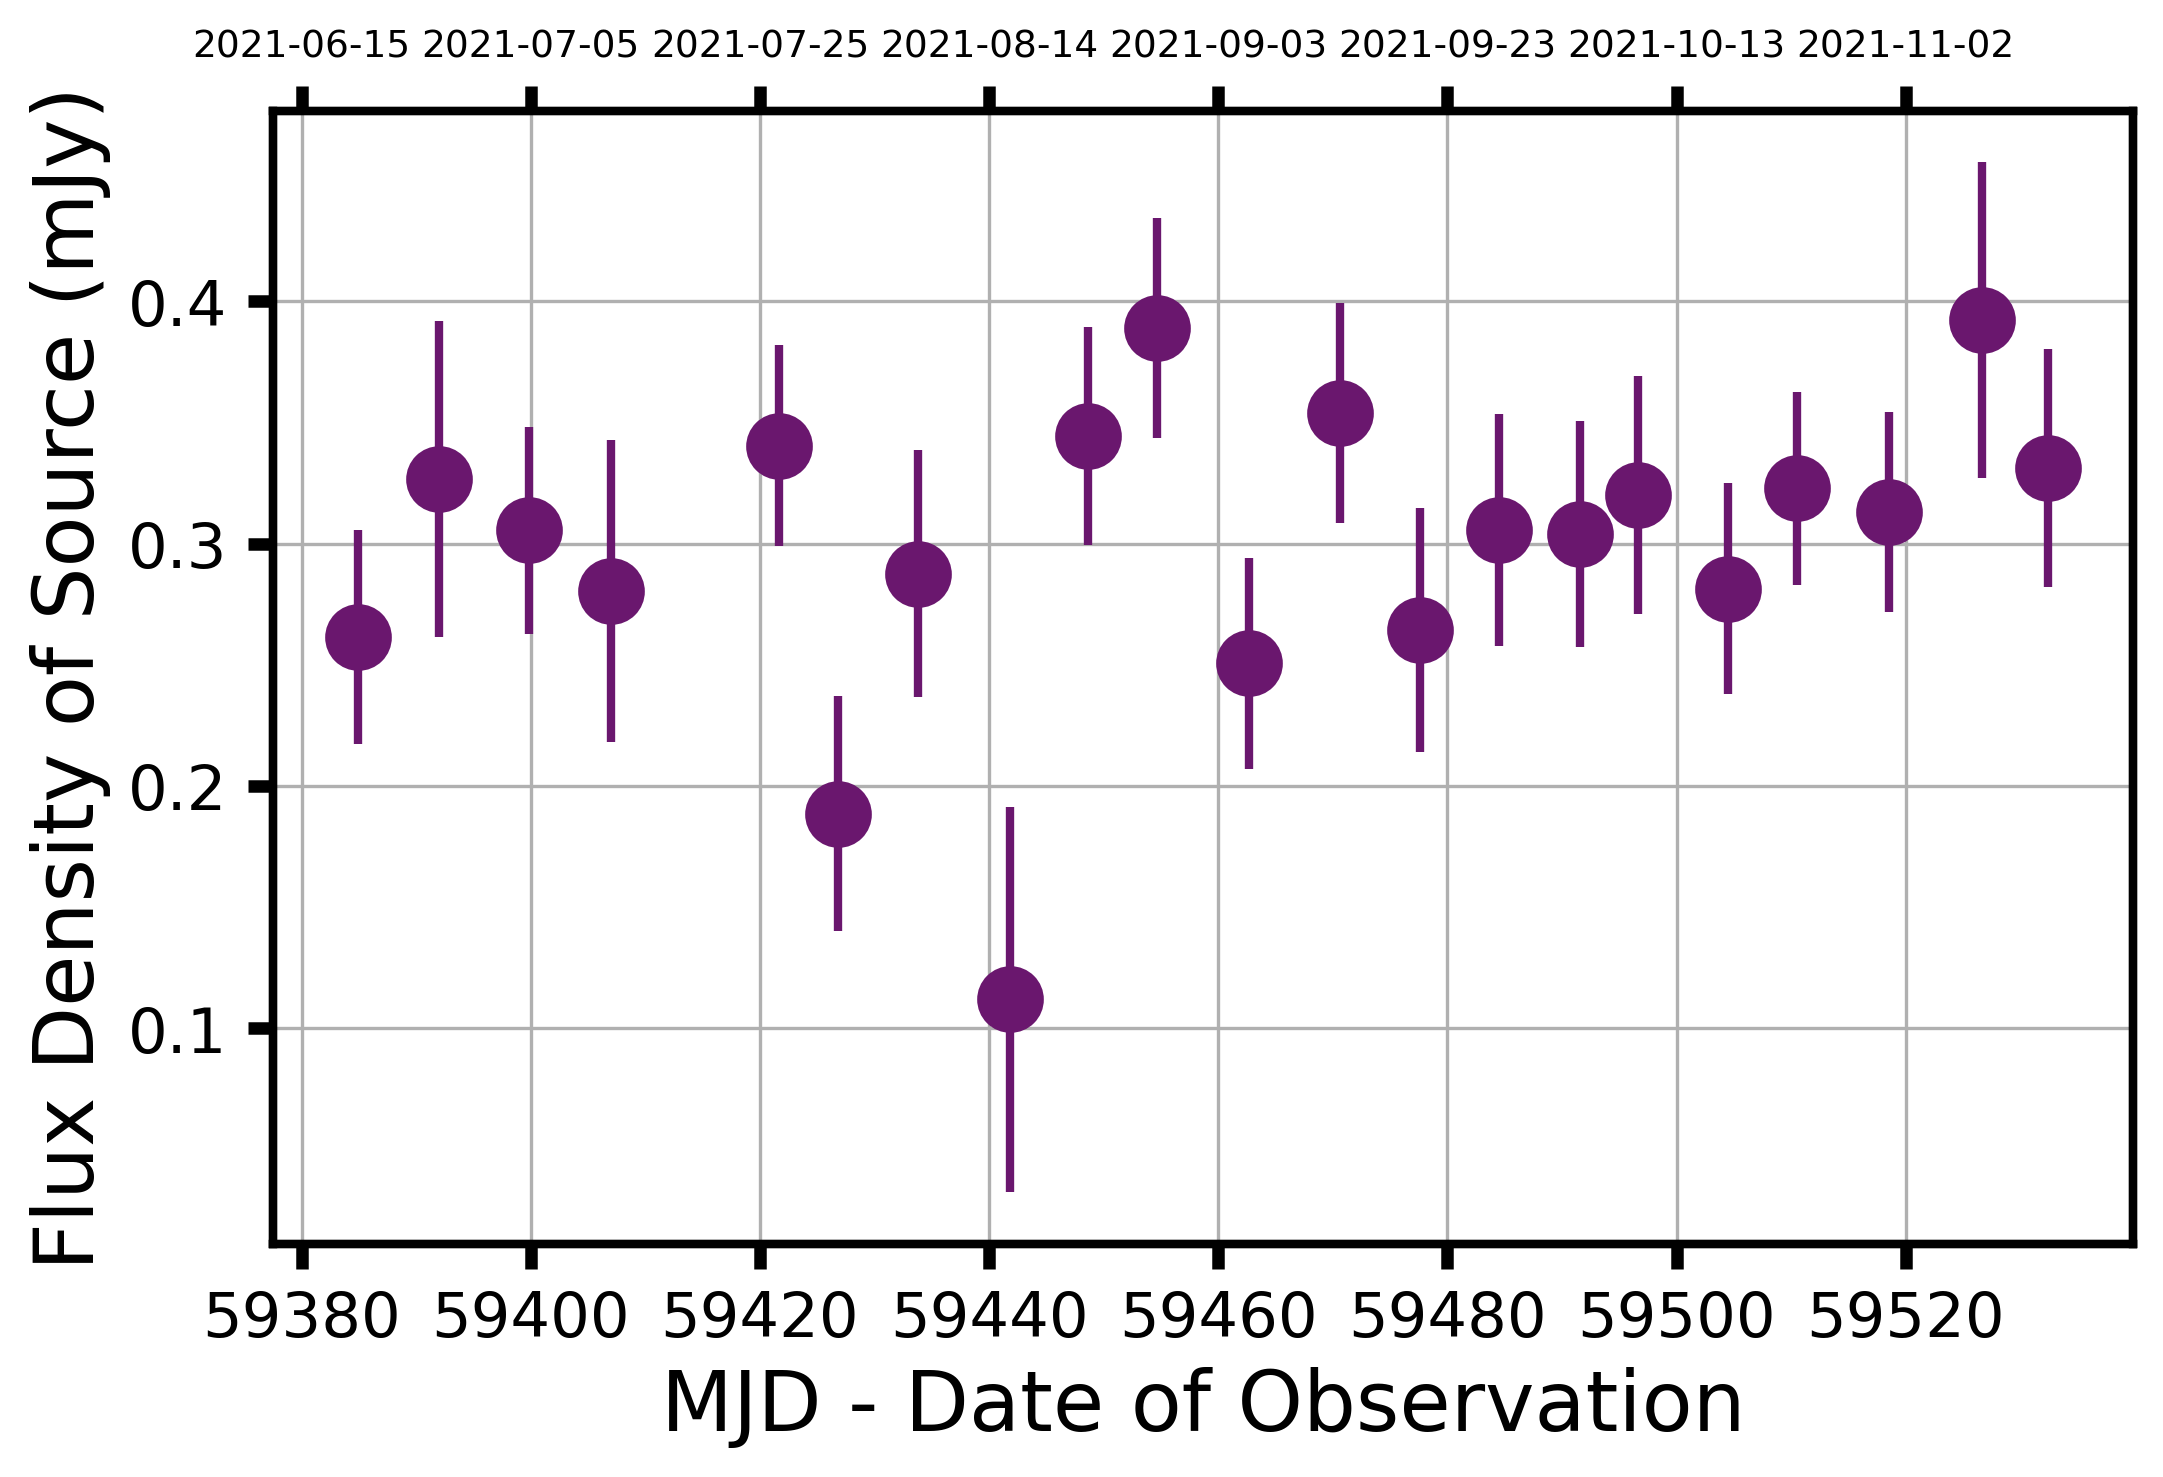 2021-06-15 2021-07-05 2021-07-25 2021-08-14 2021-09-03 2021-09-23 2021-10-13 2021-11-02
Flux Density of Source (mJy)
0.4
0.3
0.2
0.1
59380 59400 59420 59440 59460 59480 59500 59520
MJD - Date of Observation